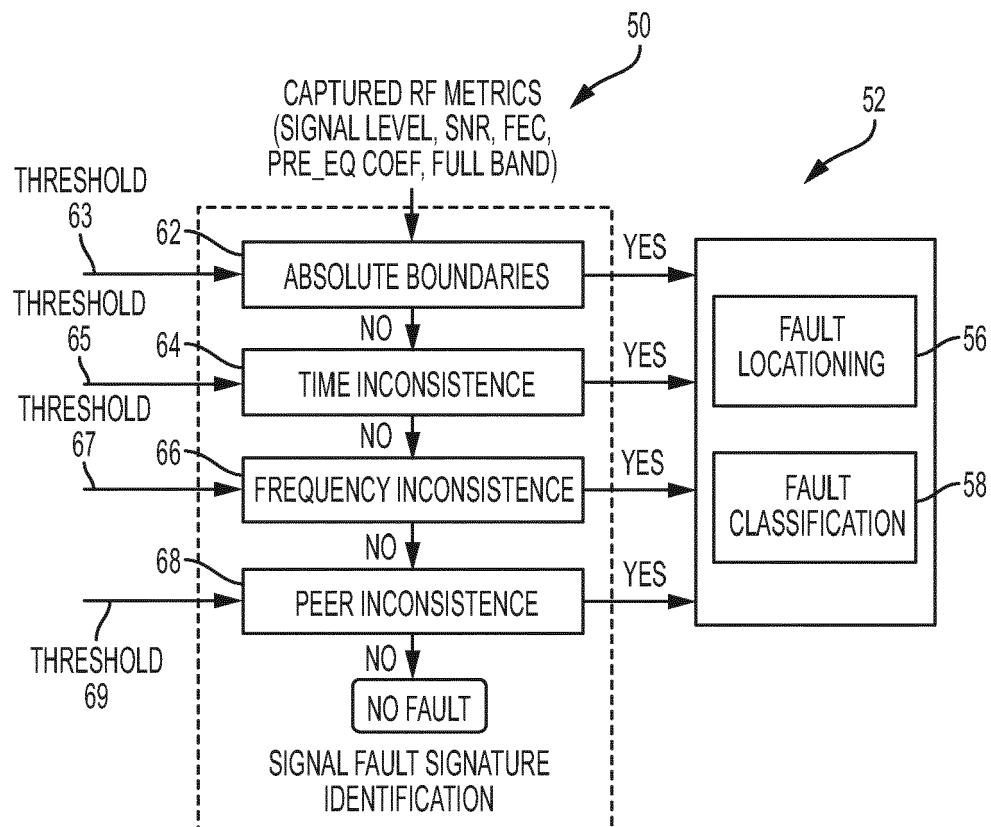 50
CAPTURED RF METRICS
(SIGNAL LEVEL, SNR, FEC,
PRE_EQ COEF, FULL BAND)
52
THRESHOLD
63
62
ABSOLUTE BOUNDARIES
YES
NO
THRESHOLD
65
64
TIME INCONSISTENCE
YES
NO
FAULT
LOCATIONING
56
THRESHOLD
67
66
FREQUENCY INCONSISTENCE
YES
NO
FAULT
CLASSIFICATION
58
68
PEER INCONSISTENCE
YES
THRESHOLD
69
NO
NO FAULT
SIGNAL FAULT SIGNATURE
IDENTIFICATION